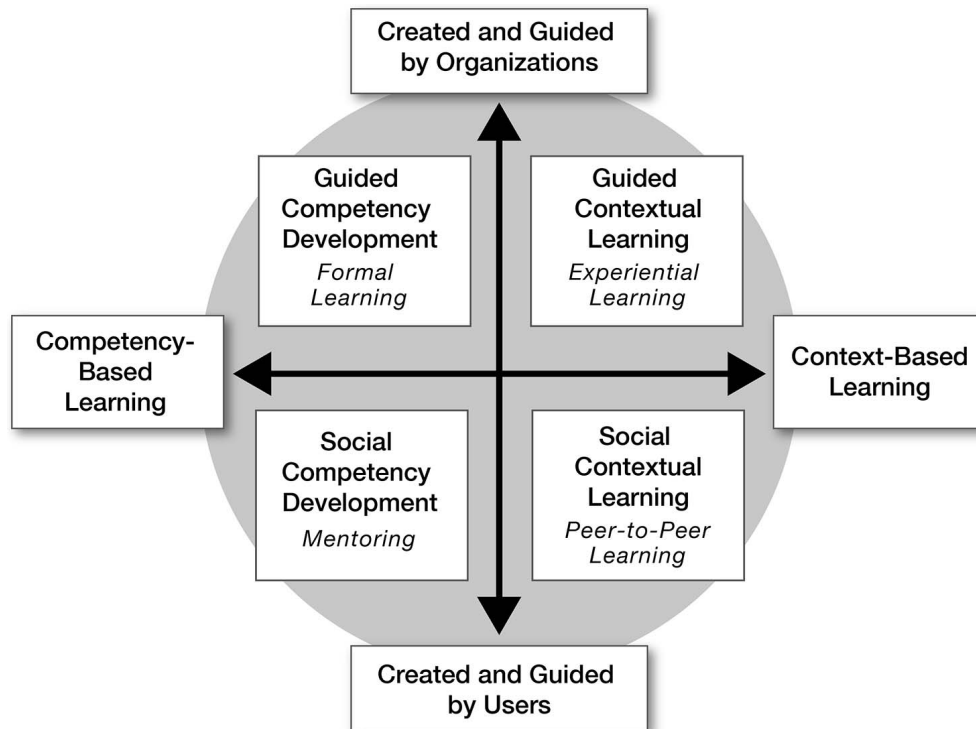 Created and Guided
by Organizations
Guided
Competency
Development
Formal
Learning
Guided
Contextual
Learning
Experiential
Learning
Competency-
Based
Learning
Context-Based
Learning
Social
Competency
Development
Mentoring
Social
Contextual
Learning
Peer-to-Peer
Learning
Created and Guided
by Users